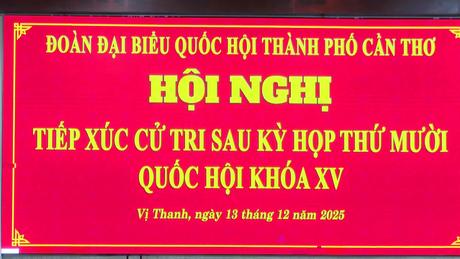 ĐOÀN ĐẠI BIỂU QUỐC HỘI THÀNH PHỐ CẦN THƠ
HỘI NGHỊ
TIẾP XÚC CỬ TRI SAU KỲ HỌP THỨ MƯỜI
QUỐC HỘI KHÓA XV
Vị Thanh, ngày 13 tháng 12 năm 2025